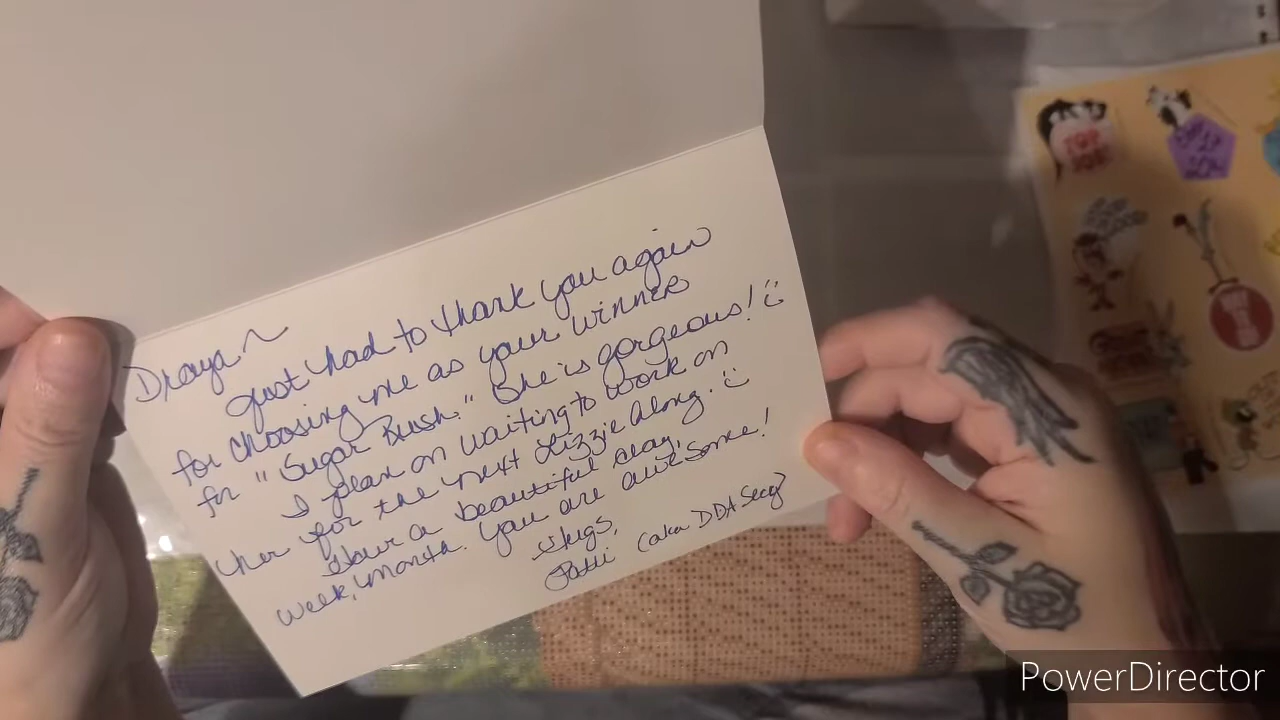 Draya ~
Just had to thank you again
for choosing me as your winner
for "Sugar Rush." She is gorgeous! :)
I plan on waiting to work on
her for the next Lizzie Along. :)
Have a beautiful day,
week, month. You are awesome!
Hugs,
Patti (aka DDA Secy)
PowerDirector